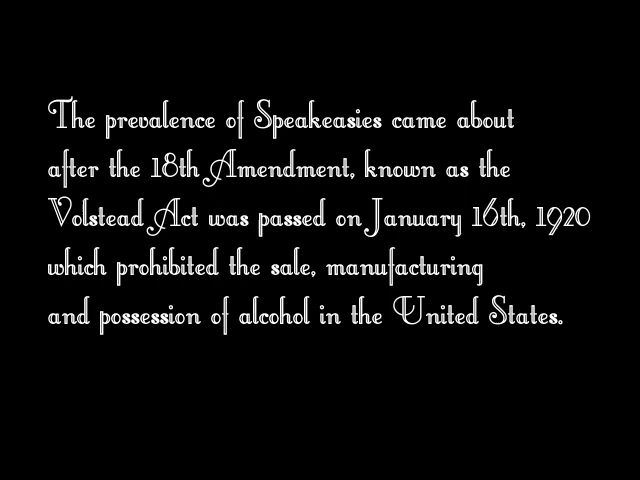 The prevalence of Speakeasies came about
after the 18th Amendment, known as the
Volstead Act was passed on January 16th, 1920
which prohibited the sale, manufacturing
and possession of alcohol in the United States.